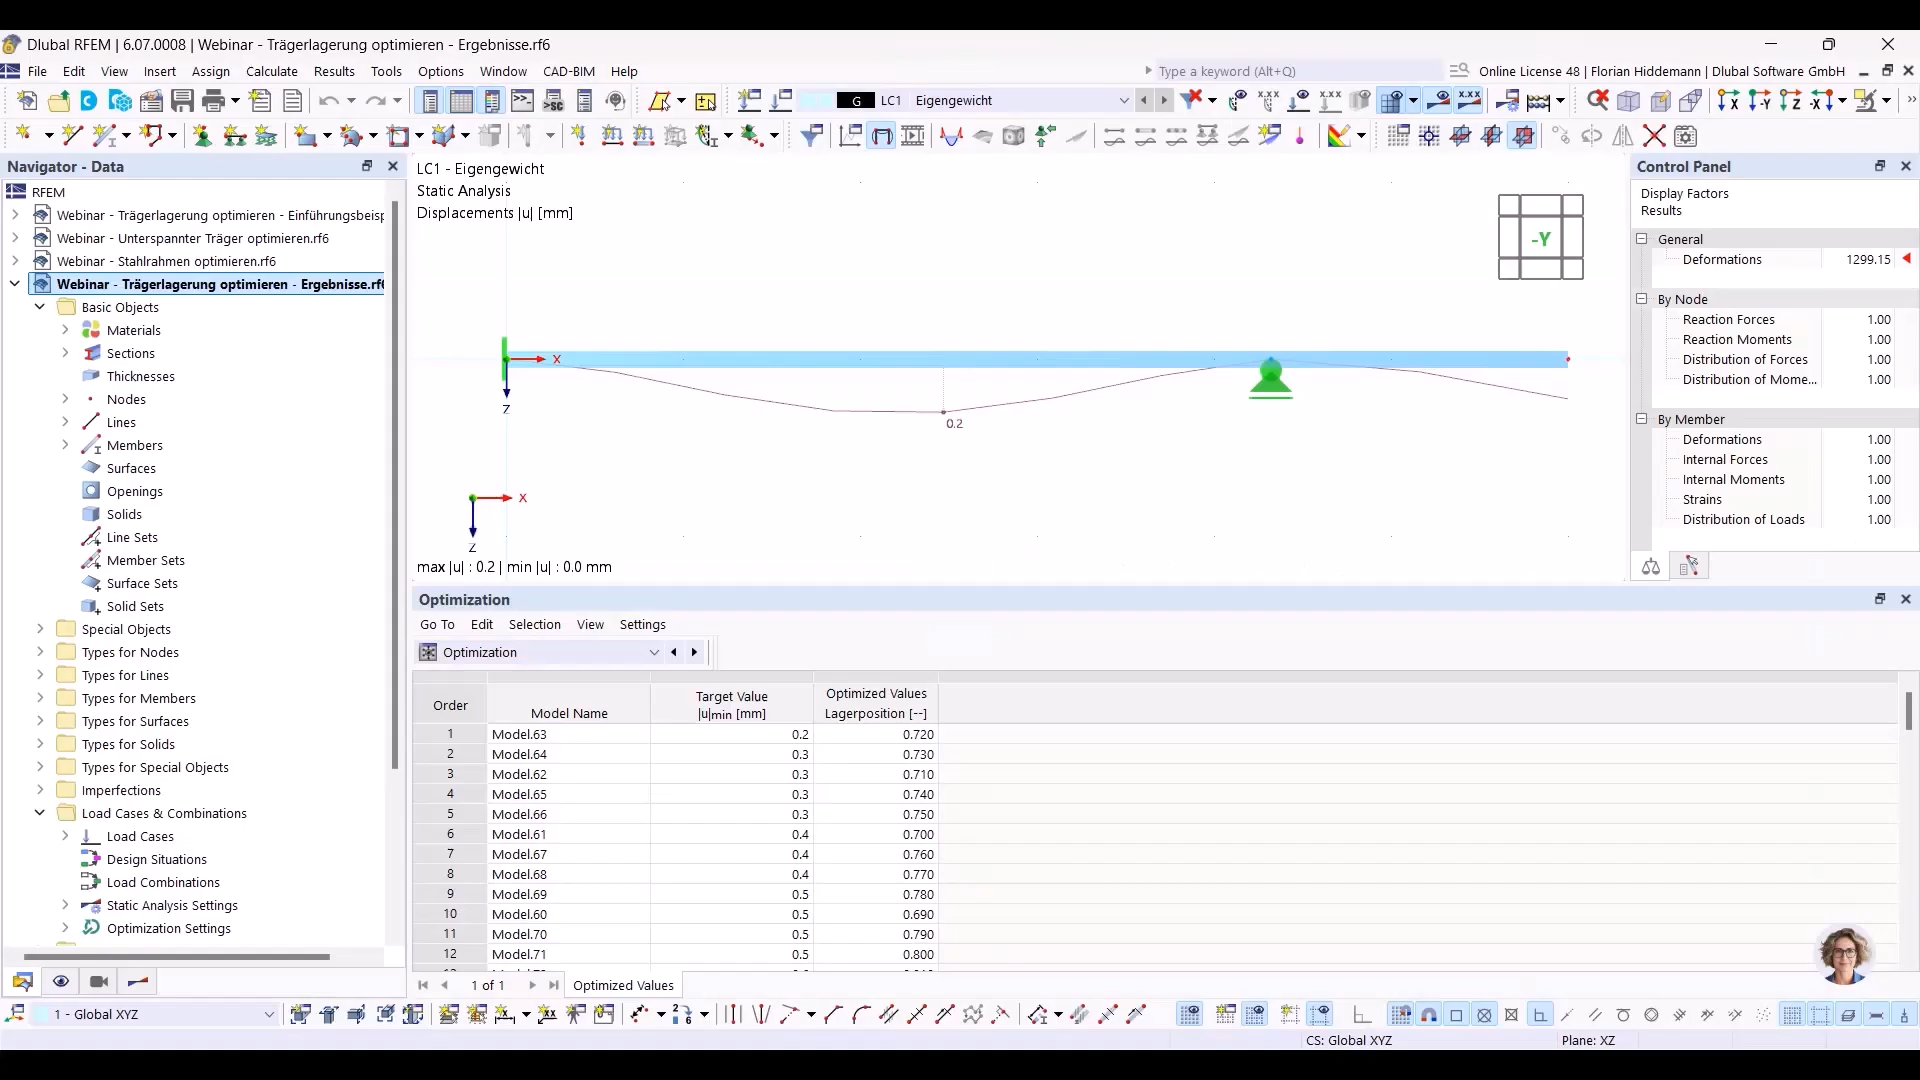 Dlubal RFEM | 6.07.0008 | Webinar - Trägerlagerung optimieren - Ergebnisse.rf6
File Edit View Insert Assign Calculate Results Tools Options Window CAD-BIM Help
Type a keyword (Alt+Q)
Online License 48 | Florian Hiddemann | Dlubal Software GmbH
G LC1 Eigengewicht
Navigator - Data
RFEM
Webinar - Trägerlagerung optimieren - Einführungsbeisp
Webinar - Unterspannter Träger optimieren.rf6
Webinar - Stahlrahmen optimieren.rf6
Webinar - Trägerlagerung optimieren - Ergebnisse.rf6
Basic Objects
Materials
Sections
Thicknesses
Nodes
Lines
Members
Surfaces
Openings
Solids
Line Sets
Member Sets
Surface Sets
Solid Sets
Special Objects
Types for Nodes
Types for Lines
Types for Members
Types for Surfaces
Types for Solids
Types for Special Objects
Imperfections
Load Cases & Combinations
Load Cases
Design Situations
Load Combinations
Static Analysis Settings
Optimization Settings
LC1 - Eigengewicht
Static Analysis
Displacements |u| [mm]
-Y
X
Z
0.2
X
Z
max |u| : 0.2 | min |u| : 0.0 mm
Control Panel
Display Factors
Results
General
Deformations 1299.15
By Node
Reaction Forces 1.00
Reaction Moments 1.00
Distribution of Forces 1.00
Distribution of Mome... 1.00
By Member
Deformations 1.00
Internal Forces 1.00
Internal Moments 1.00
Strains 1.00
Distribution of Loads 1.00
Optimization
Go To Edit Selection View Settings
Optimization
Order Model Name Target Value |u|min [mm] Optimized Values Lagerposition [--]
1 Model.63 0.2 0.720
2 Model.64 0.3 0.730
3 Model.62 0.3 0.710
4 Model.65 0.3 0.740
5 Model.66 0.3 0.750
6 Model.61 0.4 0.700
7 Model.67 0.4 0.760
8 Model.68 0.4 0.770
9 Model.69 0.5 0.780
10 Model.60 0.5 0.690
11 Model.70 0.5 0.790
12 Model.71 0.5 0.800
1 of 1 Optimized Values
1 - Global XYZ
CS: Global XYZ
Plane: XZ